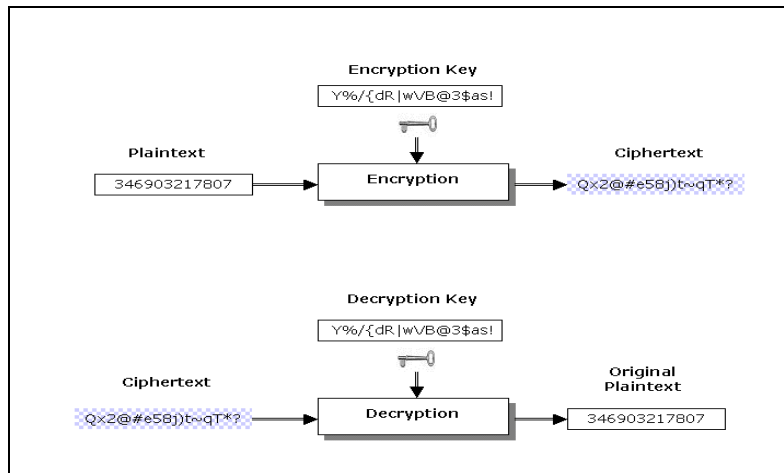 Encryption Key
Y%/{dR|wVB@3$as!
Plaintext
Ciphertext
346903217807
Encryption
Qx2@#e58j)t~qT*?
Decryption Key
Y%/{dR|wVB@3$as!
Ciphertext
Original
Plaintext
Qx2@#e58j)t~qT*?
Decryption
346903217807